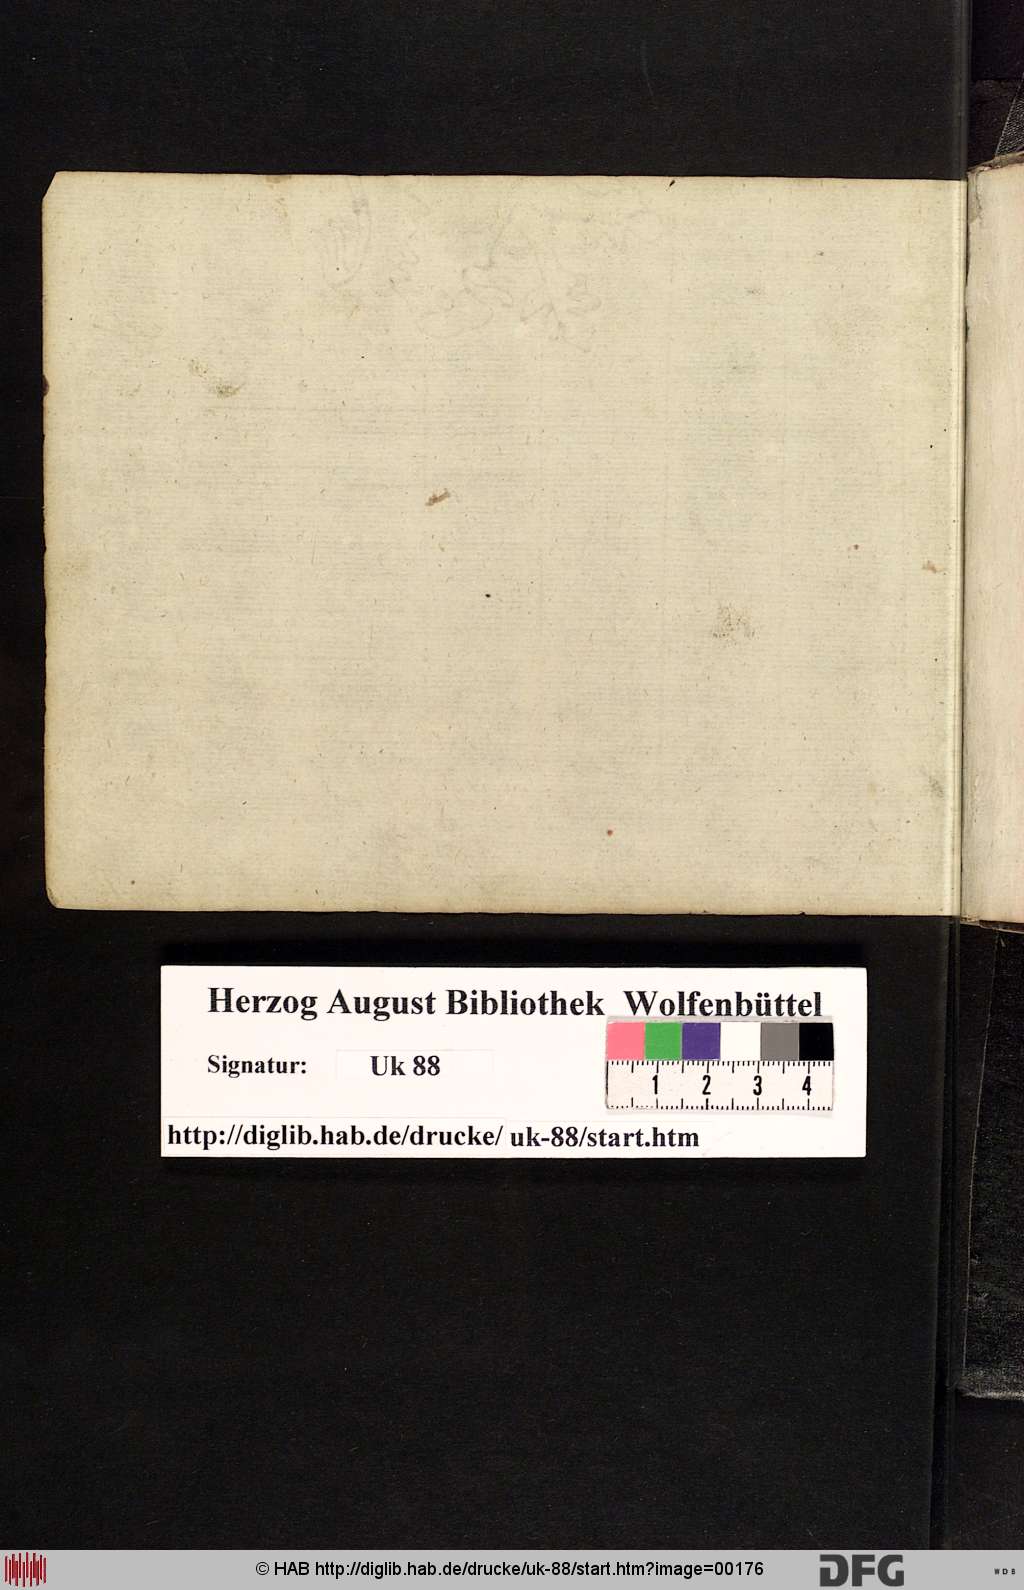 Herzog August Bibliothek Wolfenbüttel
Signatur: Uk 88
1 2 3 4
http://diglib.hab.de/drucke/ uk-88/start.htm
© HAB http://diglib.hab.de/drucke/uk-88/start.htm?image=00176
DFG
WDB